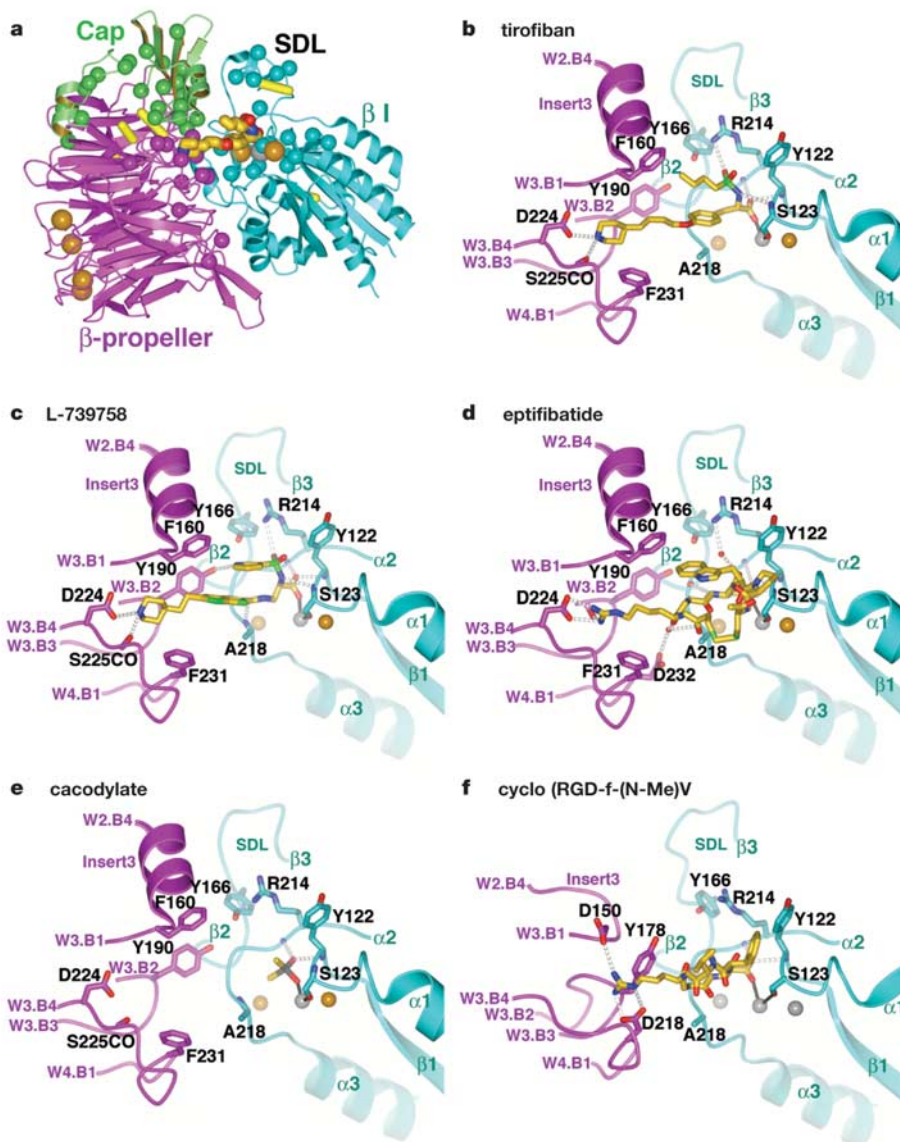 a
Cap
SDL
β I
β-propeller
b tirofiban
W2.B4
SDL
β3
Insert3
Y166
R214
F160
Y122
W3.B1
β2
α2
Y190
W3.B2
D224
S123
W3.B4
α1
W3.B3
S225CO
A218
F231
β1
W4.B1
α3
c L-739758
W2.B4
SDL
β3
Insert3
R214
Y166
F160
Y122
β2
α2
W3.B1
Y190
W3.B2
S123
D224
W3.B4
α1
W3.B3
A218
S225CO
F231
β1
W4.B1
α3
d eptifibatide
W2.B4
SDL
β3
Insert3
R214
Y166
F160
Y122
β2
α2
W3.B1
Y190
W3.B2
S123
D224
W3.B4
α1
W3.B3
A218
F231
D232
β1
W4.B1
α3
e cacodylate
W2.B4
SDL
β3
Insert3
Y166
R214
F160
Y122
W3.B1
β2
α2
Y190
D224
W3.B2
S123
W3.B4
α1
W3.B3
S225CO
A218
F231
β1
W4.B1
α3
f cyclo (RGD-f-(N-Me)V
SDL
β3
W2.B4
Insert3
Y166
R214
D150
Y122
Y178
W3.B1
β2
α2
S123
W3.B4
α1
W3.B2
W3.B3
D218
A218
β1
W4.B1
α3